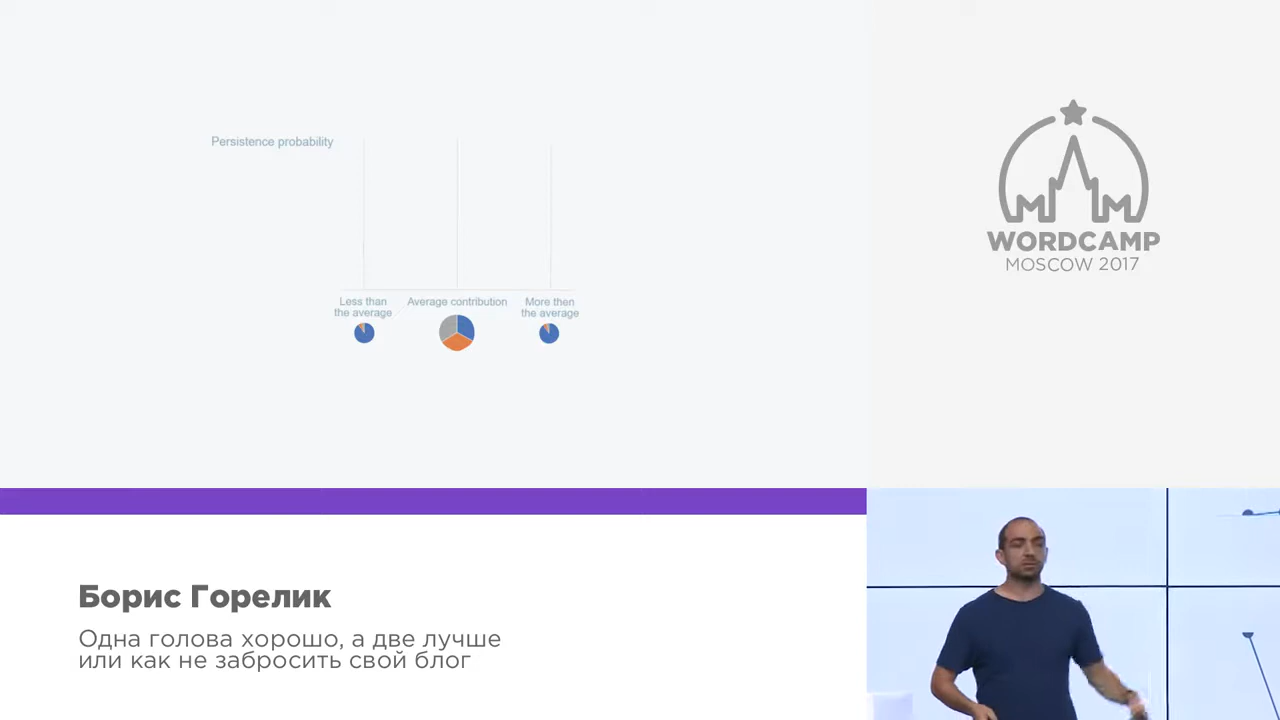 Persistence probability
Less than
the average
Average contribution
More then
the average
WORDCAMP
MOSCOW 2017
Борис Горелик
Одна голова хорошо, а две лучше
или как не забросить свой блог